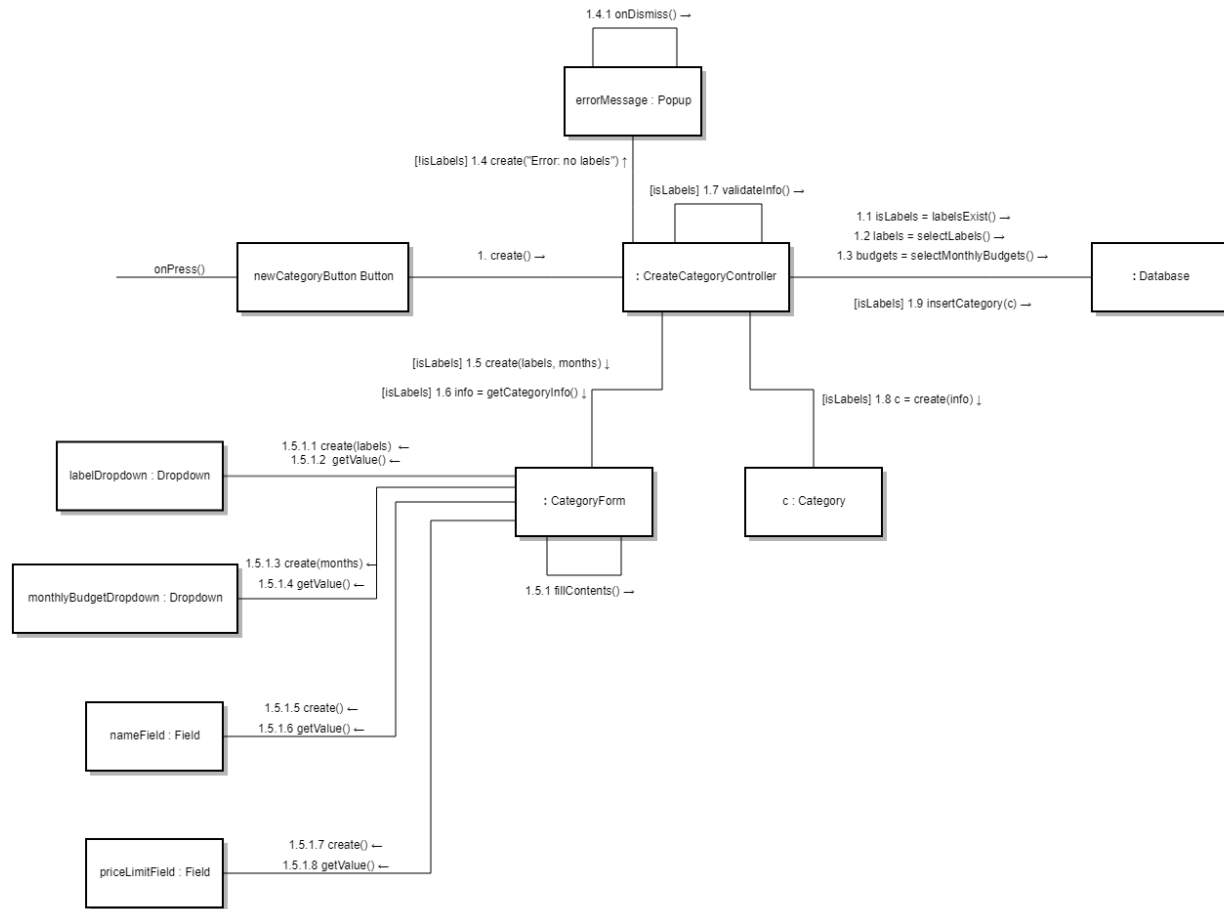 1.4.1 onDismiss() →
errorMessage : Popup
[!isLabels] 1.4 create("Error: no labels") ↑
[isLabels] 1.7 validateInfo() →
1.1 isLabels = labelsExist() →
1.2 labels = selectLabels() →
1.3 budgets = selectMonthlyBudgets() →
onPress()
newCategoryButton Button
1. create() →
: CreateCategoryController
: Database
[isLabels] 1.9 insertCategory(c) →
[isLabels] 1.5 create(labels, months) ↓
[isLabels] 1.6 info = getCategoryInfo() ↓
[isLabels] 1.8 c = create(info) ↓
1.5.1.1 create(labels) ←
1.5.1.2 getValue() ←
labelDropdown : Dropdown
: CategoryForm
c : Category
1.5.1.3 create(months) ←
1.5.1.4 getValue() ←
monthlyBudgetDropdown : Dropdown
1.5.1 fillContents() →
1.5.1.5 create() ←
1.5.1.6 getValue() ←
nameField : Field
1.5.1.7 create() ←
1.5.1.8 getValue() ←
priceLimitField : Field